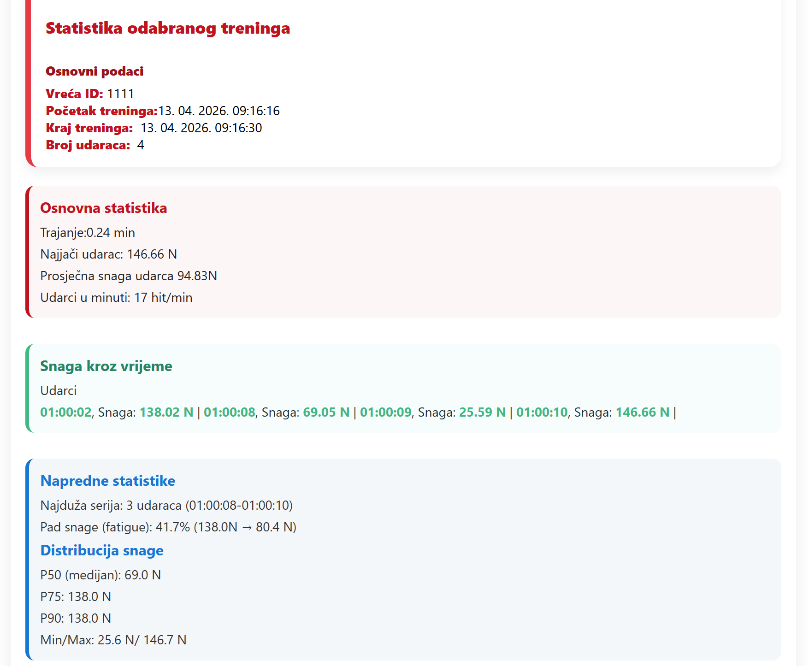 Statistika odabranog treninga
Osnovni podaci
Vreća ID: 1111
Početak treninga:13. 04. 2026. 09:16:16
Kraj treninga: 13. 04. 2026. 09:16:30
Broj udaraca: 4
Osnovna statistika
Trajanje:0.24 min
Najjači udarac: 146.66 N
Prosječna snaga udarca 94.83N
Udarci u minuti: 17 hit/min
Snaga kroz vrijeme
Udarci
01:00:02, Snaga: 138.02 N | 01:00:08, Snaga: 69.05 N | 01:00:09, Snaga: 25.59 N | 01:00:10, Snaga: 146.66 N |
Napredne statistike
Najduža serija: 3 udaraca (01:00:08-01:00:10)
Pad snage (fatigue): 41.7% (138.0N → 80.4 N)
Distribucija snage
P50 (medijan): 69.0 N
P75: 138.0 N
P90: 138.0 N
Min/Max: 25.6 N/ 146.7 N